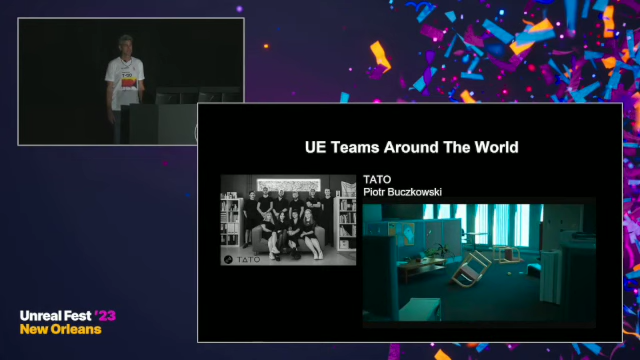 UE Teams Around The World
TATO
Piotr Buczkowski
TATO
Unreal Fest '23
New Orleans